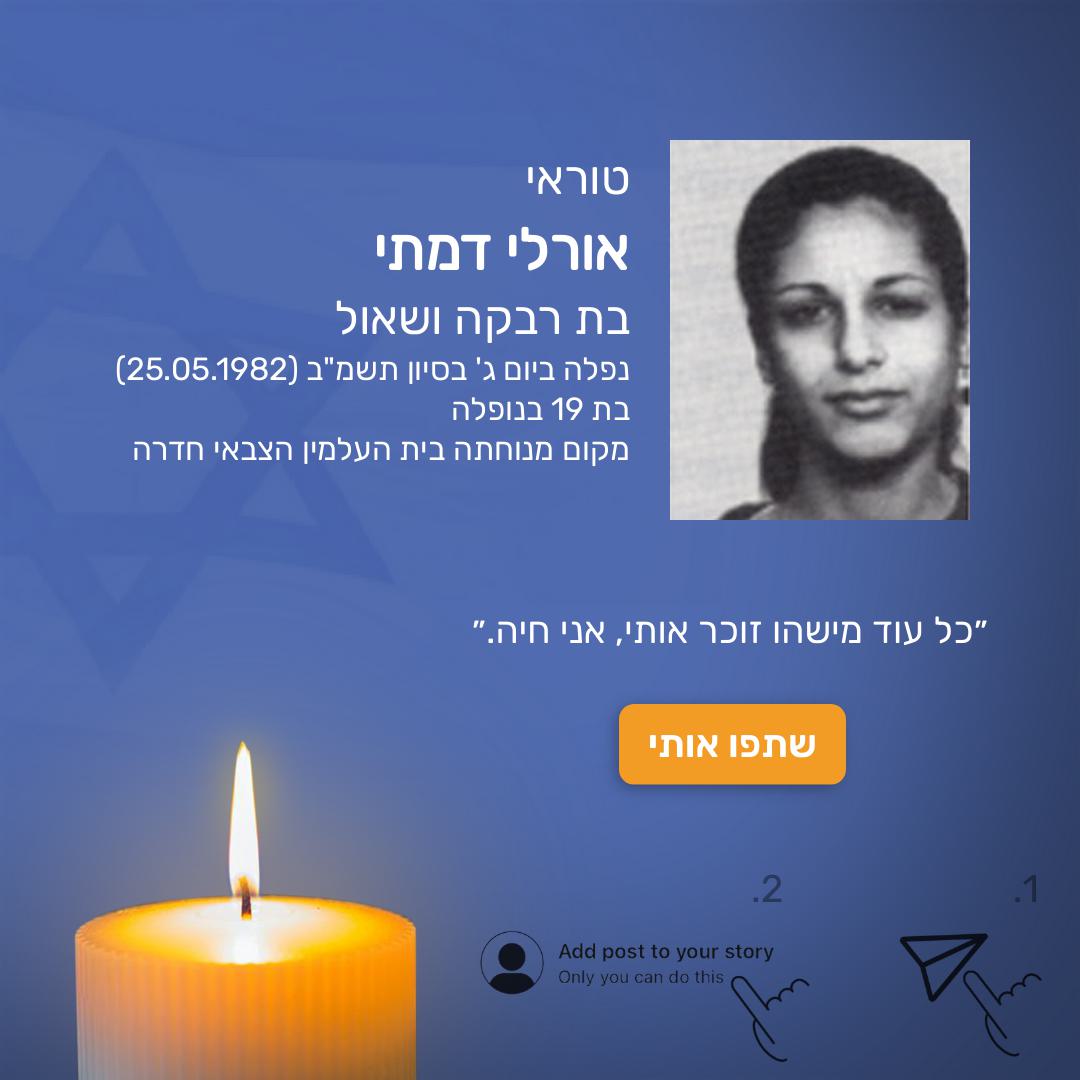 טוראי
אורלי דמתי
בת רבקה ושאול
נפלה ביום ג' בסיון תשמ"ב (25.05.1982)
בת 19 בנופלה
מקום מנוחתה בית העלמין הצבאי חדרה
״כל עוד מישהו זוכר אותי, אני חיה.״
שתפו אותי
1.
2.
Add post to your story
Only you can do this